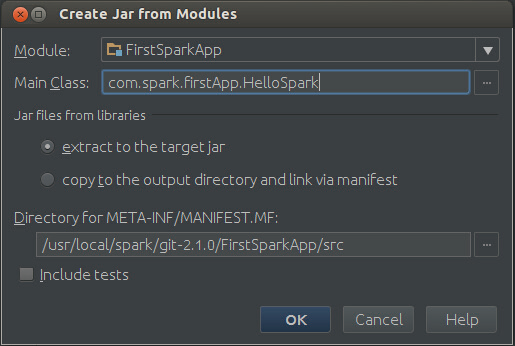 Create Jar from Modules
Module: FirstSparkApp
Main Class: com.spark.firstApp.HelloSpark ...
Jar files from libraries
extract to the target jar
copy to the output directory and link via manifest
Directory for META-INF/MANIFEST.MF:
/usr/local/spark/git-2.1.0/FirstSparkApp/src ...
Include tests
OK Cancel Help